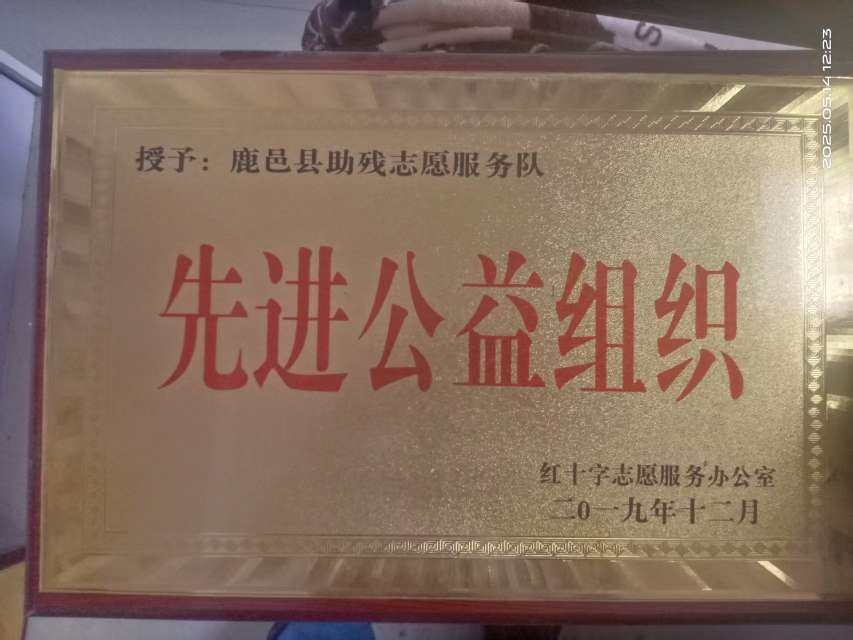 授予：鹿邑县助残志愿服务队
先进公益组织
红十字志愿服务办公室
二0一九年十二月
2025.05.14 12:23
S